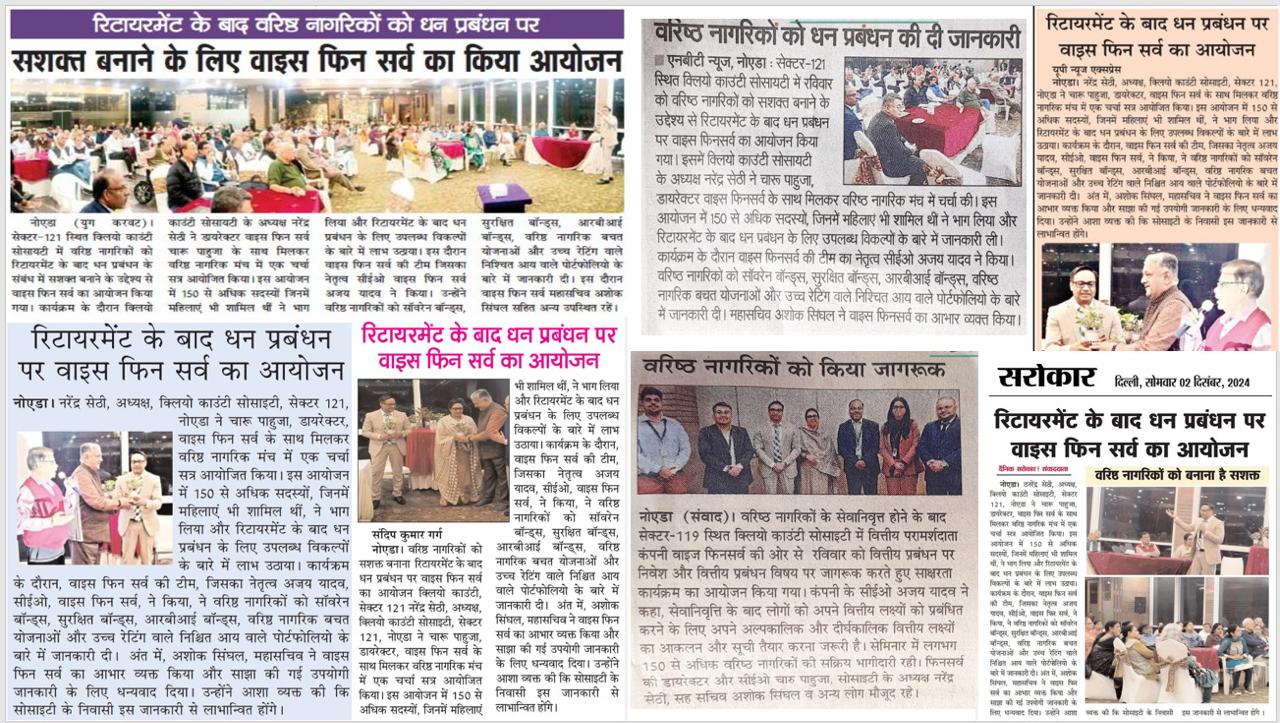 रिटायरमेंट के बाद वरिष्ठ नागरिकों को धन प्रबंधन पर
सशक्त बनाने के लिए वाइस फिन सर्व का किया आयोजन
नोएडा (युग करवट)।
सेक्टर-121 स्थित क्लियो काउंटी
सोसायटी में वरिष्ठ नागरिकों को
रिटायरमेंट के बाद धन प्रबंधन के
संबंध में सशक्त बनाने के उद्देश्य से
वाइस फिन सर्व का आयोजन किया
गया। कार्यक्रम के दौरान क्लियो
काउंटी सोसायटी के अध्यक्ष नरेंद्र
सेठी ने डायरेक्टर वाइस फिन सर्व
चारू पाहुजा के साथ मिलकर
वरिष्ठ नागरिक मंच में एक चर्चा
सत्र आयोजित किया। इस आयोजन
में 150 से अधिक सदस्यों जिनमें
महिलाएं भी शामिल थीं ने भाग
लिया और रिटायरमेंट के बाद धन
प्रबंधन के लिए उपलब्ध विकल्पों
के बारे में जाना। इस दौरान
वाइस फिन सर्व की टीम जिसका
नेतृत्व सीईओ वाइस फिन सर्व
अजय यादव ने किया। उन्होंने
वरिष्ठ नागरिकों को सॉवरेन बॉन्ड्स,
सुरक्षित बॉन्ड्स, आरबीआई
बॉन्ड्स, वरिष्ठ नागरिक बचत
योजनाओं और उच्च रेटिंग वाले
निश्चित आय वाले पोर्टफोलियो के
बारे में जानकारी दी। इस दौरान
वाइस फिन सर्व महासचिव अशोक
सिंघल सहित अन्य उपस्थित रहे।
वरिष्ठ नागरिकों को धन प्रबंधन की दी जानकारी
एनबीटी न्यूज, नोएडा : सेक्टर-121
स्थित क्लियो काउंटी सोसायटी में रविवार
को वरिष्ठ नागरिकों को सशक्त बनाने के
उद्देश्य से रिटायरमेंट के बाद धन प्रबंधन
पर वाइस फिनसर्व का आयोजन किया
गया। इसमें क्लियो काउंटी सोसायटी
के अध्यक्ष नरेंद्र सेठी ने चारू पाहुजा,
डायरेक्टर वाइस फिनसर्व के साथ मिलकर वरिष्ठ नागरिक मंच में चर्चा की। इस
आयोजन में 150 से अधिक सदस्यों, जिनमें महिलाएं भी शामिल थीं ने भाग लिया और
रिटायरमेंट के बाद धन प्रबंधन के लिए उपलब्ध विकल्पों के बारे में जानकारी ली।
कार्यक्रम के दौरान वाइस फिनसर्व की टीम का नेतृत्व सीईओ अजय यादव ने किया।
वरिष्ठ नागरिकों को सॉवरेन बॉन्ड्स, सुरक्षित बॉन्ड्स, आरबीआई बॉन्ड्स, वरिष्ठ
नागरिक बचत योजनाओं और उच्च रेटिंग वाले निश्चित आय वाले पोर्टफोलियो के बारे
में जानकारी दी। महासचिव अशोक सिंघल ने वाइस फिनसर्व का आभार व्यक्त किया।
रिटायरमेंट के बाद धन प्रबंधन पर
वाइस फिन सर्व का आयोजन
यूपी न्यूज एक्सप्रेस
नोएडा। नरेंद्र सेठी, अध्यक्ष, क्लियो काउंटी सोसाइटी, सेक्टर 121,
नोएडा ने चारू पाहुजा, डायरेक्टर, वाइस फिन सर्व के साथ मिलकर वरिष्ठ
नागरिक मंच में एक चर्चा सत्र आयोजित किया। इस आयोजन में 150 से
अधिक सदस्यों, जिनमें महिलाएं भी शामिल थीं, ने भाग लिया और
रिटायरमेंट के बाद धन प्रबंधन के लिए उपलब्ध विकल्पों के बारे में लाभ
उठाया। कार्यक्रम के दौरान, वाइस फिन सर्व की टीम, जिसका नेतृत्व अजय
यादव, सीईओ, वाइस फिन सर्व, ने किया, ने वरिष्ठ नागरिकों को सॉवरेन
बॉन्ड्स, सुरक्षित बॉन्ड्स, आरबीआई बॉन्ड्स, वरिष्ठ नागरिक बचत
योजनाओं और उच्च रेटिंग वाले निश्चित आय वाले पोर्टफोलियो के बारे में
जानकारी दी। अंत में, अशोक सिंघल, महासचिव ने वाइस फिन सर्व का
आभार व्यक्त किया और साझा की गई उपयोगी जानकारी के लिए धन्यवाद
दिया। उन्होंने आशा व्यक्त की कि सोसाइटी के निवासी इस जानकारी से
लाभान्वित होंगे।
रिटायरमेंट के बाद धन प्रबंधन
पर वाइस फिन सर्व का आयोजन
नोएडा। नरेंद्र सेठी, अध्यक्ष, क्लियो काउंटी सोसाइटी, सेक्टर 121,
नोएडा ने चारू पाहुजा, डायरेक्टर,
वाइस फिन सर्व के साथ मिलकर
वरिष्ठ नागरिक मंच में एक चर्चा
सत्र आयोजित किया। इस आयोजन
में 150 से अधिक सदस्यों, जिनमें
महिलाएं भी शामिल थीं, ने भाग
लिया और रिटायरमेंट के बाद धन
प्रबंधन के लिए उपलब्ध विकल्पों
के बारे में लाभ उठाया। कार्यक्रम
के दौरान, वाइस फिन सर्व की टीम, जिसका नेतृत्व अजय यादव,
सीईओ, वाइस फिन सर्व, ने किया, ने वरिष्ठ नागरिकों को सॉवरेन
बॉन्ड्स, सुरक्षित बॉन्ड्स, आरबीआई बॉन्ड्स, वरिष्ठ नागरिक बचत
योजनाओं और उच्च रेटिंग वाले निश्चित आय वाले पोर्टफोलियो के
बारे में जानकारी दी। अंत में, अशोक सिंघल, महासचिव ने वाइस
फिन सर्व का आभार व्यक्त किया और साझा की गई उपयोगी
जानकारी के लिए धन्यवाद दिया। उन्होंने आशा व्यक्त की कि
सोसाइटी के निवासी इस जानकारी से लाभान्वित होंगे।
रिटायरमेंट के बाद धन प्रबंधन पर
वाइस फिन सर्व का आयोजन
संदिप कुमार गर्ग
नोएडा। वरिष्ठ नागरिकों को
सशक्त बनाना रिटायरमेंट के बाद
धन प्रबंधन पर वाइस फिन सर्व
का आयोजन क्लियो काउंटी,
सेक्टर 121 नरेंद्र सेठी, अध्यक्ष,
क्लियो काउंटी सोसाइटी, सेक्टर
121, नोएडा ने चारू पाहुजा,
डायरेक्टर, वाइस फिन सर्व के
साथ मिलकर वरिष्ठ नागरिक मंच
में एक चर्चा सत्र आयोजित
किया। इस आयोजन में 150 से
अधिक सदस्यों, जिनमें महिलाएं
भी शामिल थीं, ने भाग लिया
और रिटायरमेंट के बाद धन
प्रबंधन के लिए उपलब्ध
विकल्पों के बारे में लाभ
उठाया। कार्यक्रम के दौरान,
वाइस फिन सर्व की टीम,
जिसका नेतृत्व अजय
यादव, सीईओ, वाइस फिन
सर्व, ने किया, ने वरिष्ठ
नागरिकों को सॉवरेन
बॉन्ड्स, सुरक्षित बॉन्ड्स,
आरबीआई बॉन्ड्स, वरिष्ठ
नागरिक बचत योजनाओं और
उच्च रेटिंग वाले निश्चित आय
वाले पोर्टफोलियो के बारे में
जानकारी दी। अंत में, अशोक
सिंघल, महासचिव ने वाइस फिन
सर्व का आभार व्यक्त किया और
साझा की गई उपयोगी जानकारी
के लिए धन्यवाद दिया। उन्होंने
आशा व्यक्त की कि सोसाइटी के
निवासी इस जानकारी से
लाभान्वित होंगे।
वरिष्ठ नागरिकों को किया जागरूक
नोएडा (संवाद)। वरिष्ठ नागरिकों के सेवानिवृत्त होने के बाद
सेक्टर-119 स्थित क्लियो काउंटी सोसायटी में वित्तीय परामर्शदाता
कंपनी वाइज फिनसर्व की ओर से रविवार को वित्तीय प्रबंधन पर
निवेश और वित्तीय प्रबंधन विषय पर जागरूक करते हुए साक्षरता
कार्यक्रम का आयोजन किया गया। कंपनी के सीईओ अजय यादव ने
कहा, सेवानिवृत्ति के बाद लोगों को अपने वित्तीय लक्ष्यों को प्रबंधित
करने के लिए अपने अल्पकालिक और दीर्घकालिक वित्तीय लक्ष्यों
का आकलन और सूची तैयार करना जरूरी है। सेमिनार में लगभग
150 से अधिक वरिष्ठ नागरिकों की सक्रिय भागीदारी रही। फिनसर्व
की डायरेक्टर और सीईओ चारु पाहुजा, सोसाइटी के अध्यक्ष नरेंद्र
सेठी, सह सचिव अशोक सिंघल व अन्य लोग मौजूद रहे।
सरोकार दिल्ली, सोमवार 02 दिसंबर, 2024
रिटायरमेंट के बाद धन प्रबंधन पर
वाइस फिन सर्व का आयोजन
दैनिक सरोकार। संवाददाता
वरिष्ठ नागरिकों को बनाना है सशक्त
नोएडा। उनरेंद्र सेठी, अध्यक्ष,
क्लियो काउंटी सोसाइटी, सेक्टर
121, नोएडा ने चारू पाहुजा,
डायरेक्टर, वाइस फिन सर्व के साथ
मिलकर वरिष्ठ नागरिक मंच में एक
चर्चा सत्र आयोजित किया। इस
आयोजन में 150 से अधिक
सदस्यों, जिनमें महिलाएं भी शामिल
थीं, ने भाग लिया और रिटायरमेंट के
बाद धन प्रबंधन के लिए उपलब्ध
विकल्पों के बारे में लाभ उठाया।
कार्यक्रम के दौरान, वाइस फिन सर्व
की टीम, जिसका नेतृत्व अजय
यादव, सीईओ, वाइस फिन सर्व,
ने किया, ने वरिष्ठ नागरिकों को
सॉवरेन बॉन्ड्स, सुरक्षित बॉन्ड्स,
आरबीआई बॉन्ड्स, वरिष्ठ नागरिक
बचत योजनाओं और उच्च रेटिंग
वाले निश्चित आय वाले
पोर्टफोलियो के बारे में जानकारी
दी। अंत में, अशोक सिंघल,
महासचिव ने वाइस फिन सर्व का
आभार व्यक्त किया और साझा की
गई उपयोगी जानकारी के
लिए धन्यवाद दिया। उन्होंने आशा
व्यक्त की कि सोसाइटी के निवासी इस जानकारी से लाभान्वित होंगे।